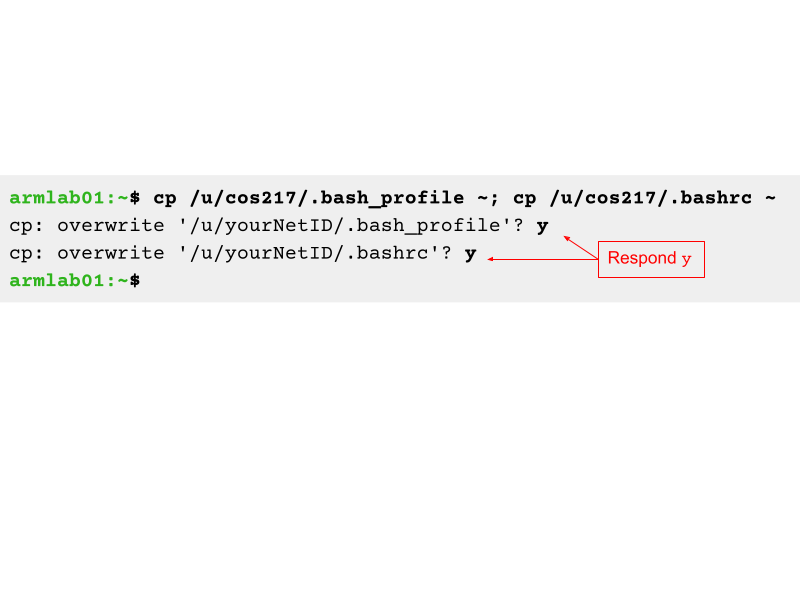 armlab01:~$ cp /u/cos217/.bash_profile ~; cp /u/cos217/.bashrc ~
cp: overwrite '/u/yourNetID/.bash_profile'? y
cp: overwrite '/u/yourNetID/.bashrc'? y
Respond y
armlab01:~$